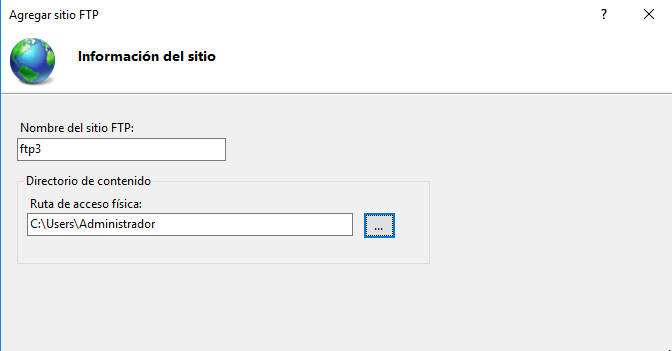 Agregar sitio FTP
?
Información del sitio
Nombre del sitio FTP:
ftp3
Directorio de contenido
Ruta de acceso física:
C:\Users\Administrador
...